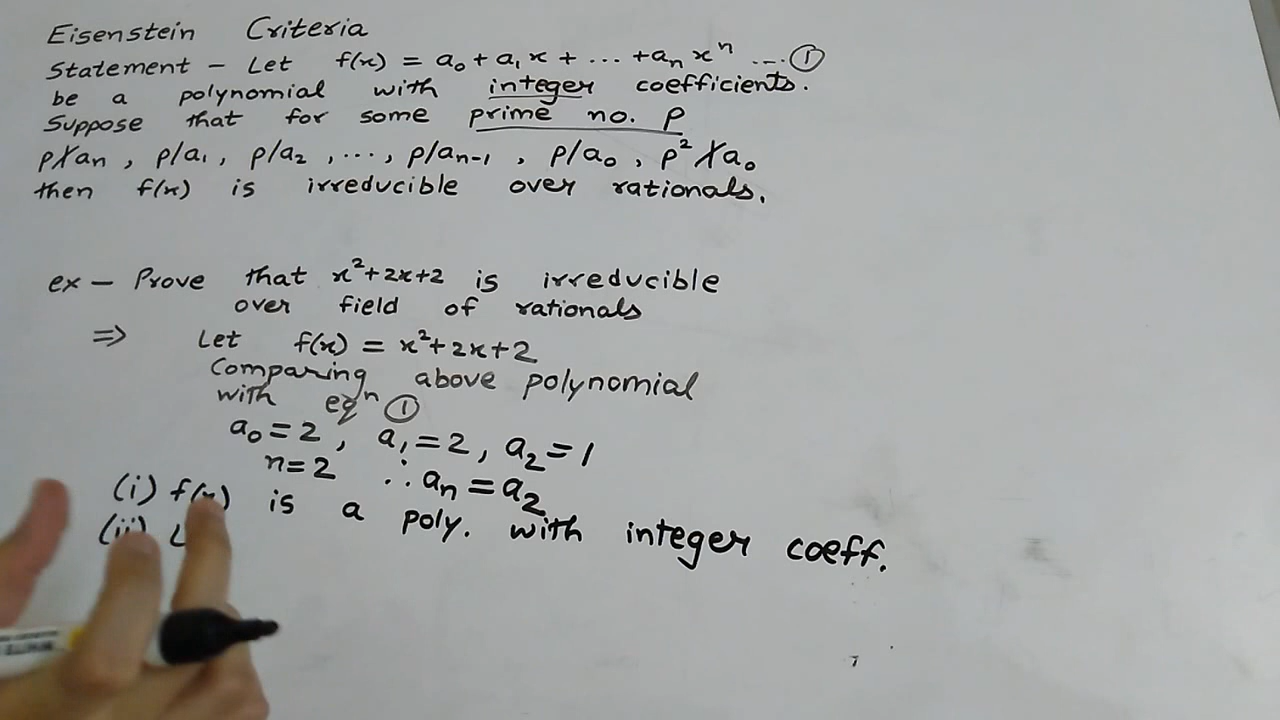 Eisenstein Criteria
Statement - Let f(x) = a₀ + a₁x + ... + aₙxⁿ ... ①
be a polynomial with integer coefficients.
Suppose that for some prime no. p
p∤aₙ, p/a₁, p/a₂, ..., p/aₙ₋₁, p/a₀, p²∤a₀
then f(x) is irreducible over rationals.
ex - Prove that x²+2x+2 is irreducible
over field of rationals
⇒ Let f(x) = x²+2x+2
Comparing above polynomial
with eqⁿ ①
a₀=2, a₁=2, a₂=1
n=2 ∴ aₙ = a₂
(i) f(x) is a poly. with integer coeff.
(ii)